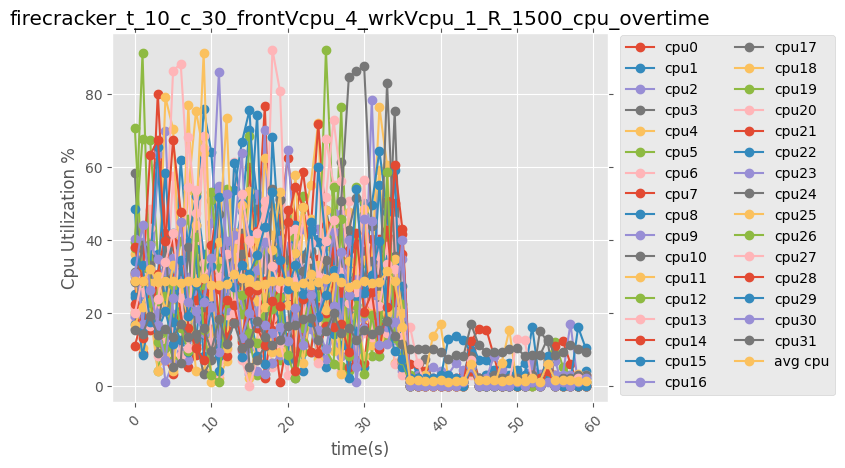 firecracker_t_10_c_30_frontVcpu_4_wrkVcpu_1_R_1500_cpu_overtime
Cpu Utilization %
80
60
40
20
0
0
10
20
30
40
50
60
time(s)
cpu0
cpu1
cpu2
cpu3
cpu4
cpu5
cpu6
cpu7
cpu8
cpu9
cpu10
cpu11
cpu12
cpu13
cpu14
cpu15
cpu16
cpu17
cpu18
cpu19
cpu20
cpu21
cpu22
cpu23
cpu24
cpu25
cpu26
cpu27
cpu28
cpu29
cpu30
cpu31
avg cpu